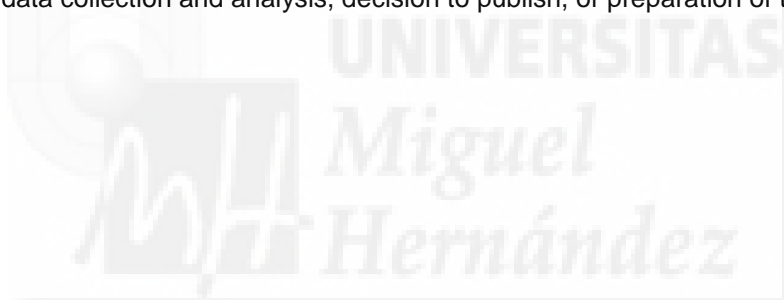 data collection and analysis, decision to publish, or preparation of
UNIVERSITAS
Miguel
Hernández